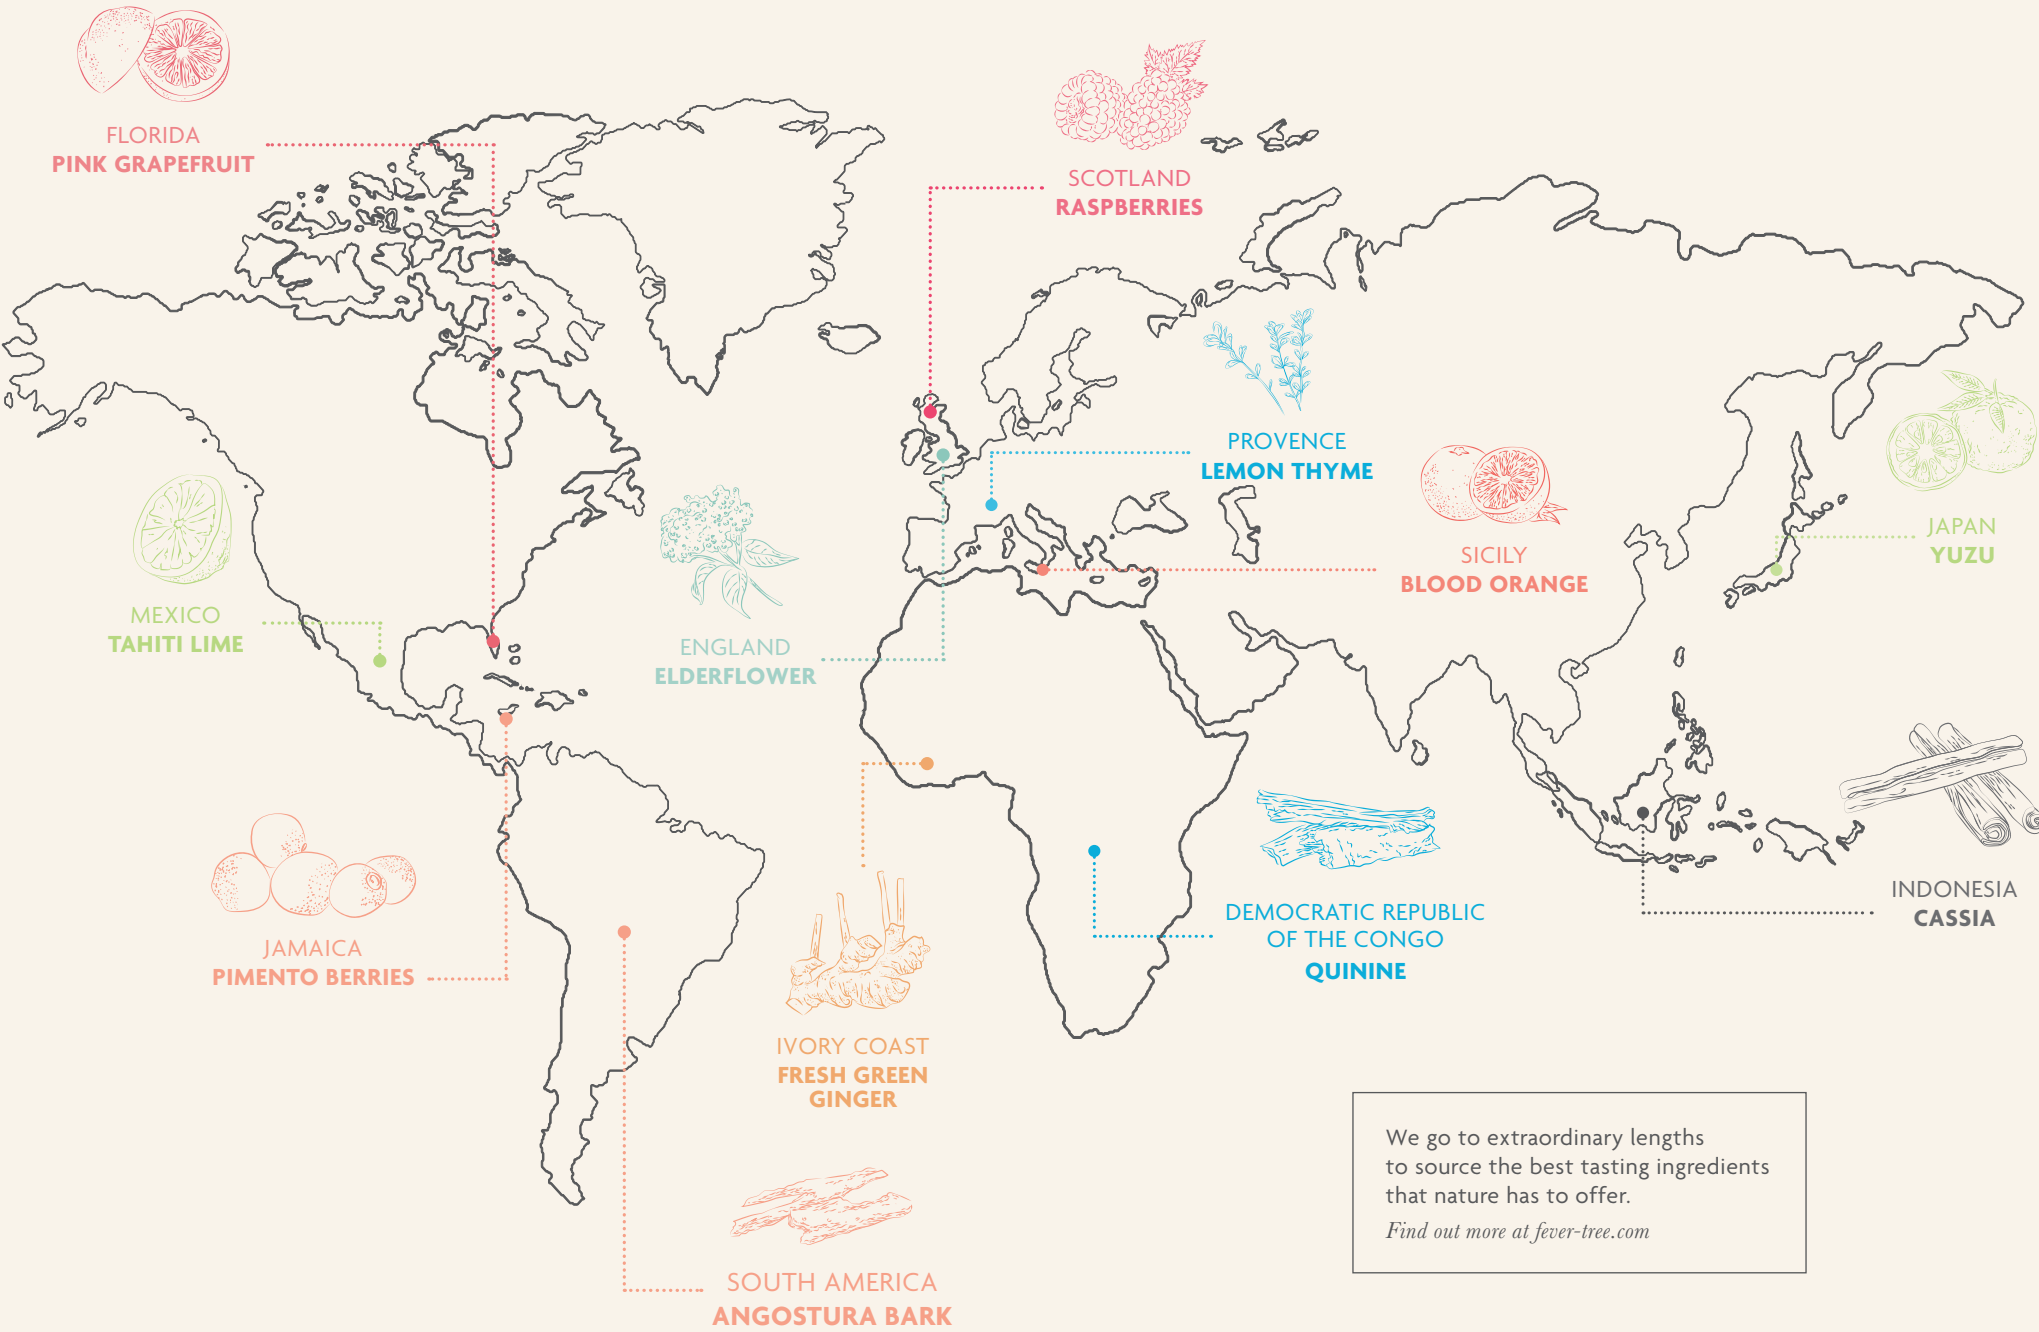 FLORIDA
PINK GRAPEFRUIT
SCOTLAND
RASPBERRIES
PROVENCE
LEMON THYME
SICILY
BLOOD ORANGE
JAPAN
YUZU
MEXICO
TAHITI LIME
ENGLAND
ELDERFLOWER
INDONESIA
CASSIA
DEMOCRATIC REPUBLIC
OF THE CONGO
QUININE
JAMAICA
PIMENTO BERRIES
IVORY COAST
FRESH GREEN
GINGER
SOUTH AMERICA
ANGOSTURA BARK
We go to extraordinary lengths
to source the best tasting ingredients
that nature has to offer.
Find out more at fever-tree.com